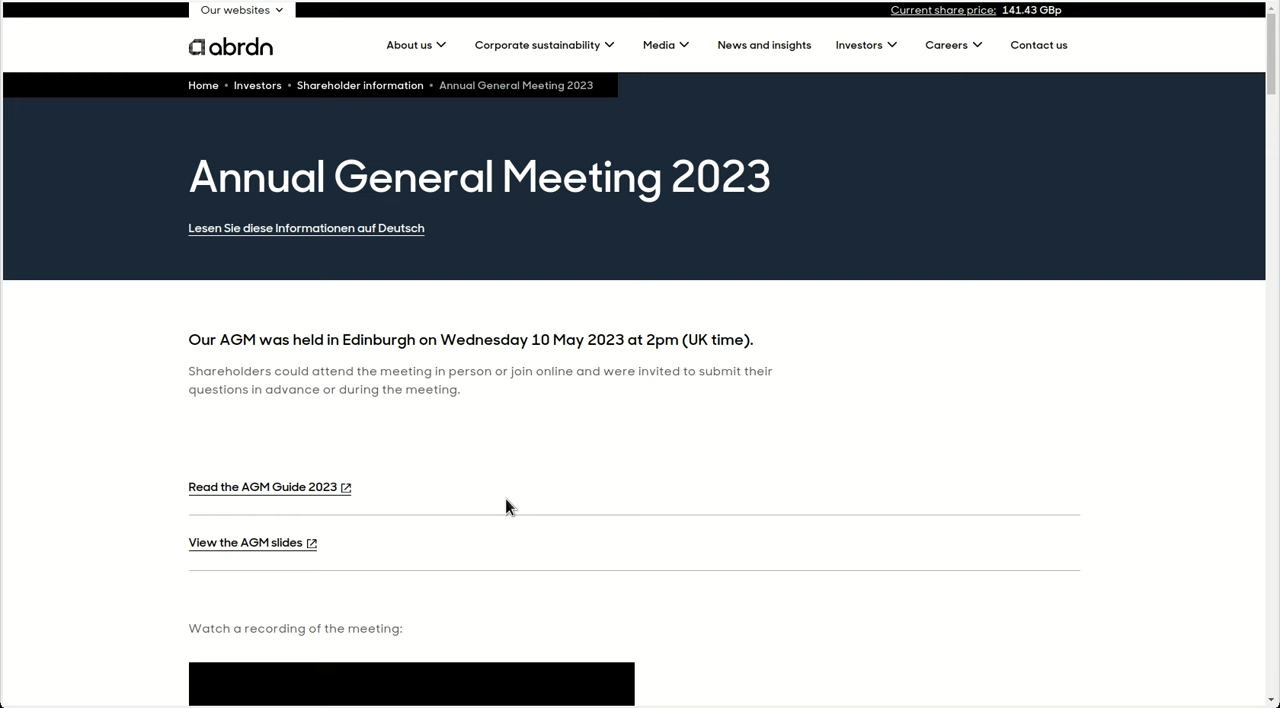 Our websites
Current share price: 141.43 GBp
abrdn
About us
Corporate sustainability
Media
News and insights
Investors
Careers
Contact us
Home • Investors • Shareholder information • Annual General Meeting 2023
Annual General Meeting 2023
Lesen Sie diese Informationen auf Deutsch
Our AGM was held in Edinburgh on Wednesday 10 May 2023 at 2pm (UK time).
Shareholders could attend the meeting in person or join online and were invited to submit their
questions in advance or during the meeting.
Read the AGM Guide 2023
View the AGM slides
Watch a recording of the meeting: